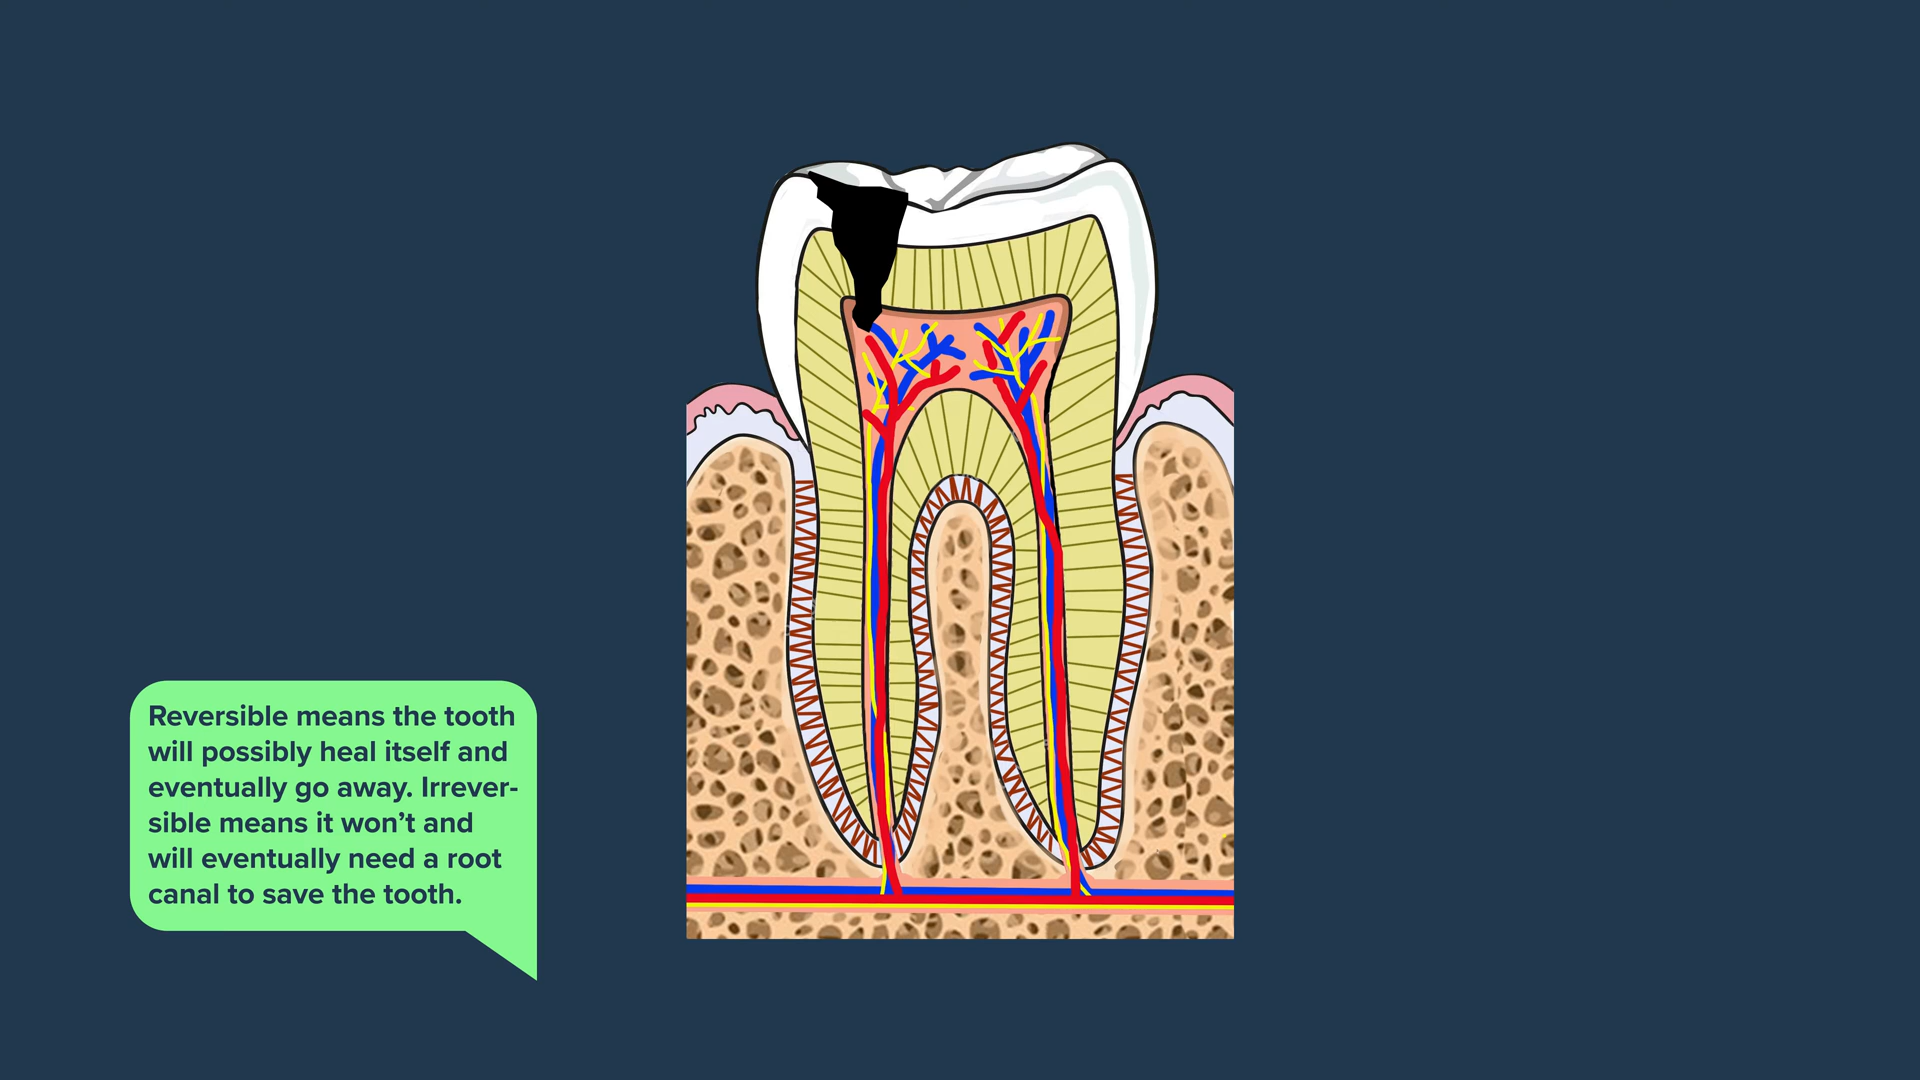 Reversible means the tooth
will possibly heal itself and
eventually go away. Irrever-
sible means it won’t and
will eventually need a root
canal to save the tooth.